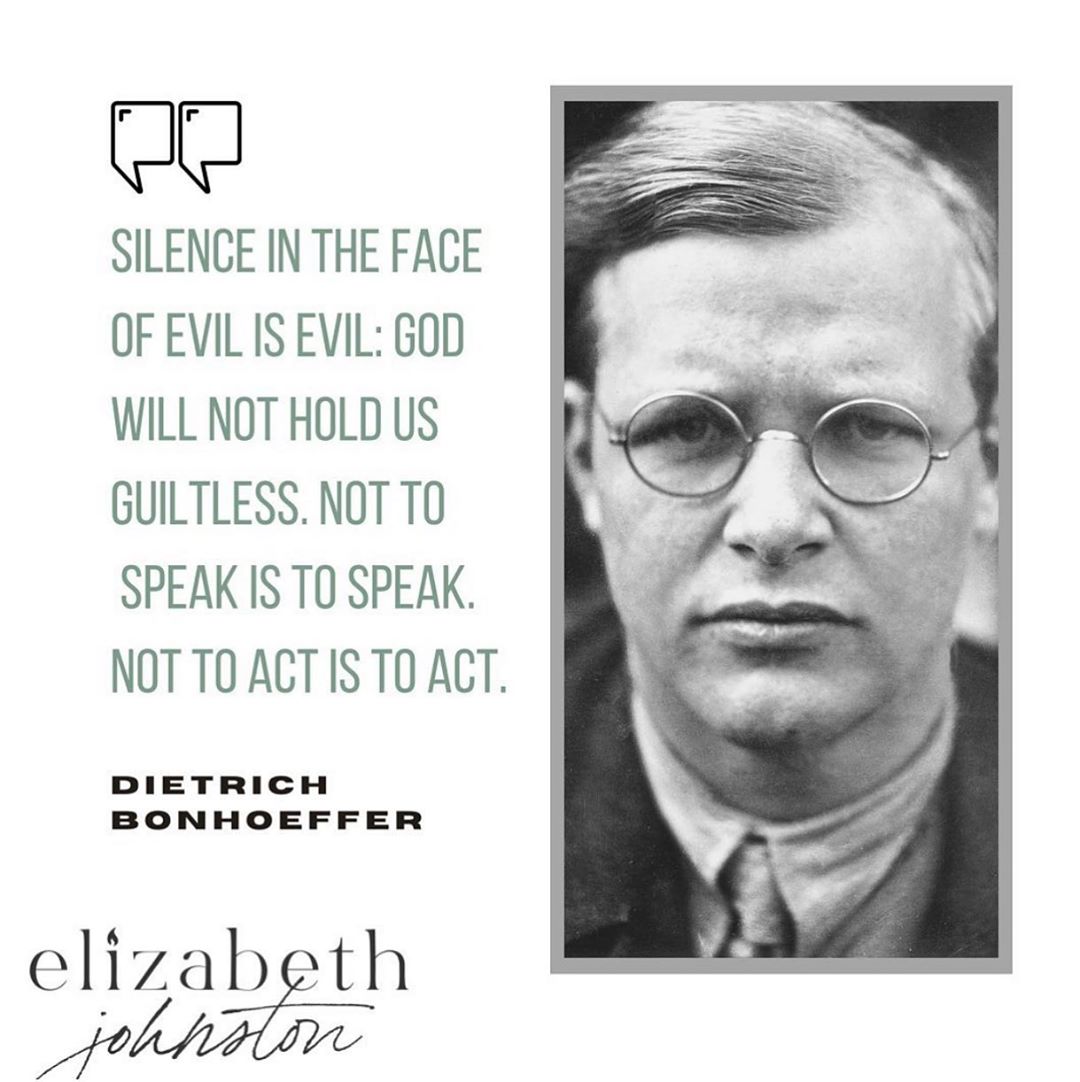 SILENCE IN THE FACE
OF EVIL IS EVIL: GOD
WILL NOT HOLD US
GUILTLESS. NOT TO
SPEAK IS TO SPEAK.
NOT TO ACT IS TO ACT.
DIETRICH
BONHOEFFER
elizabeth
johnston